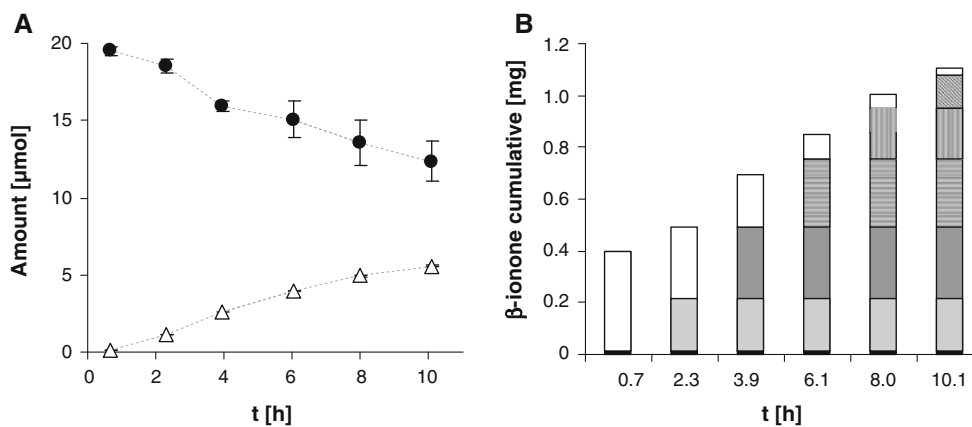 A
Amount [µmol]
20
15
10
5
0
0 2 4 6 8 10
t [h]
B
β-ionone cumulative [mg]
1.2
1.0
0.8
0.6
0.4
0.2
0
0.7 2.3 3.9 6.1 8.0 10.1
t [h]